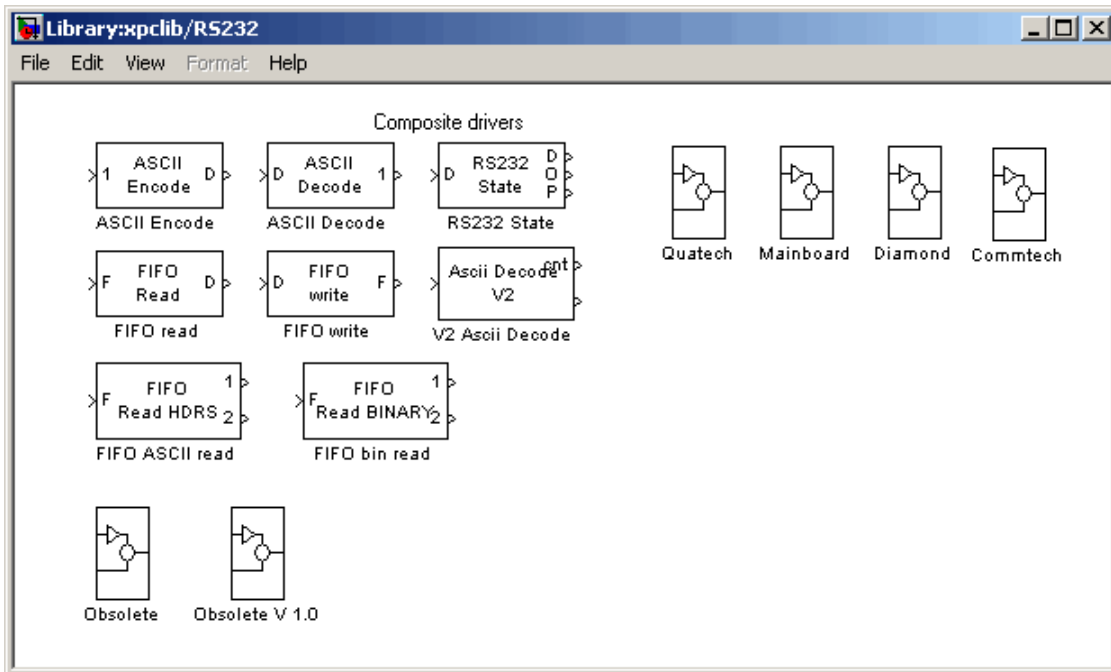 Library:xpclib/RS232
File Edit View Format Help
Composite drivers
1 ASCII Encode D
ASCII Encode
D ASCII Decode 1
ASCII Decode
D RS232 State D O P
RS232 State
Quatech
Mainboard
Diamond
Commtech
F FIFO Read D
FIFO read
D FIFO write F
FIFO write
Ascii Decode V2 cnt
V2 Ascii Decode
F FIFO Read HDRS 1 2
FIFO ASCII read
F FIFO Read BINARY 1 2
FIFO bin read
Obsolete
Obsolete V 1.0